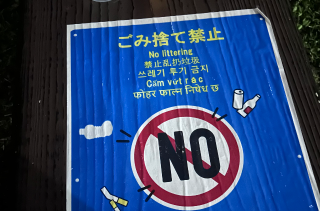 ごみ捨て禁止
No littering
禁止乱扔垃圾
쓰레기 투기 금지
Cấm vứt rác
फोहर फाल्न निषेध छ
NO